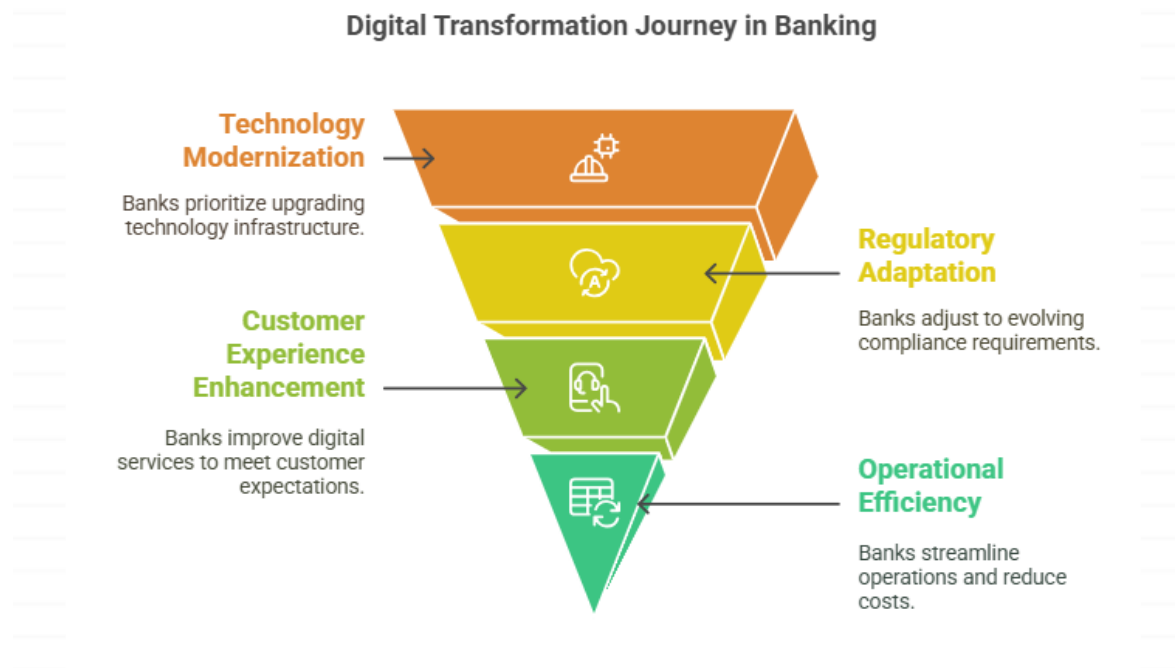 Digital Transformation Journey in Banking
Technology
Modernization
Banks prioritize upgrading
technology infrastructure.
Regulatory
Adaptation
Banks adjust to evolving
compliance requirements.
Customer
Experience
Enhancement
Banks improve digital
services to meet customer
expectations.
A
Operational
Efficiency
Banks streamline
operations and reduce
costs.